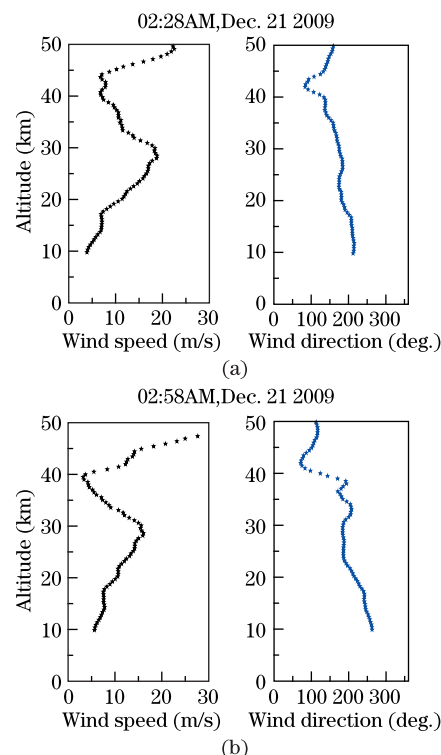 02:28AM,Dec. 21 2009
50
40
30
20
10
0
Altitude (km)
0 10 20 30
Wind speed (m/s)
50
40
30
20
10
0
0 100 200 300
Wind direction (deg.)
(a)
02:58AM,Dec. 21 2009
50
40
30
20
10
0
Altitude (km)
0 10 20 30
Wind speed (m/s)
50
40
30
20
10
0
0 100 200 300
Wind direction (deg.)
(b)